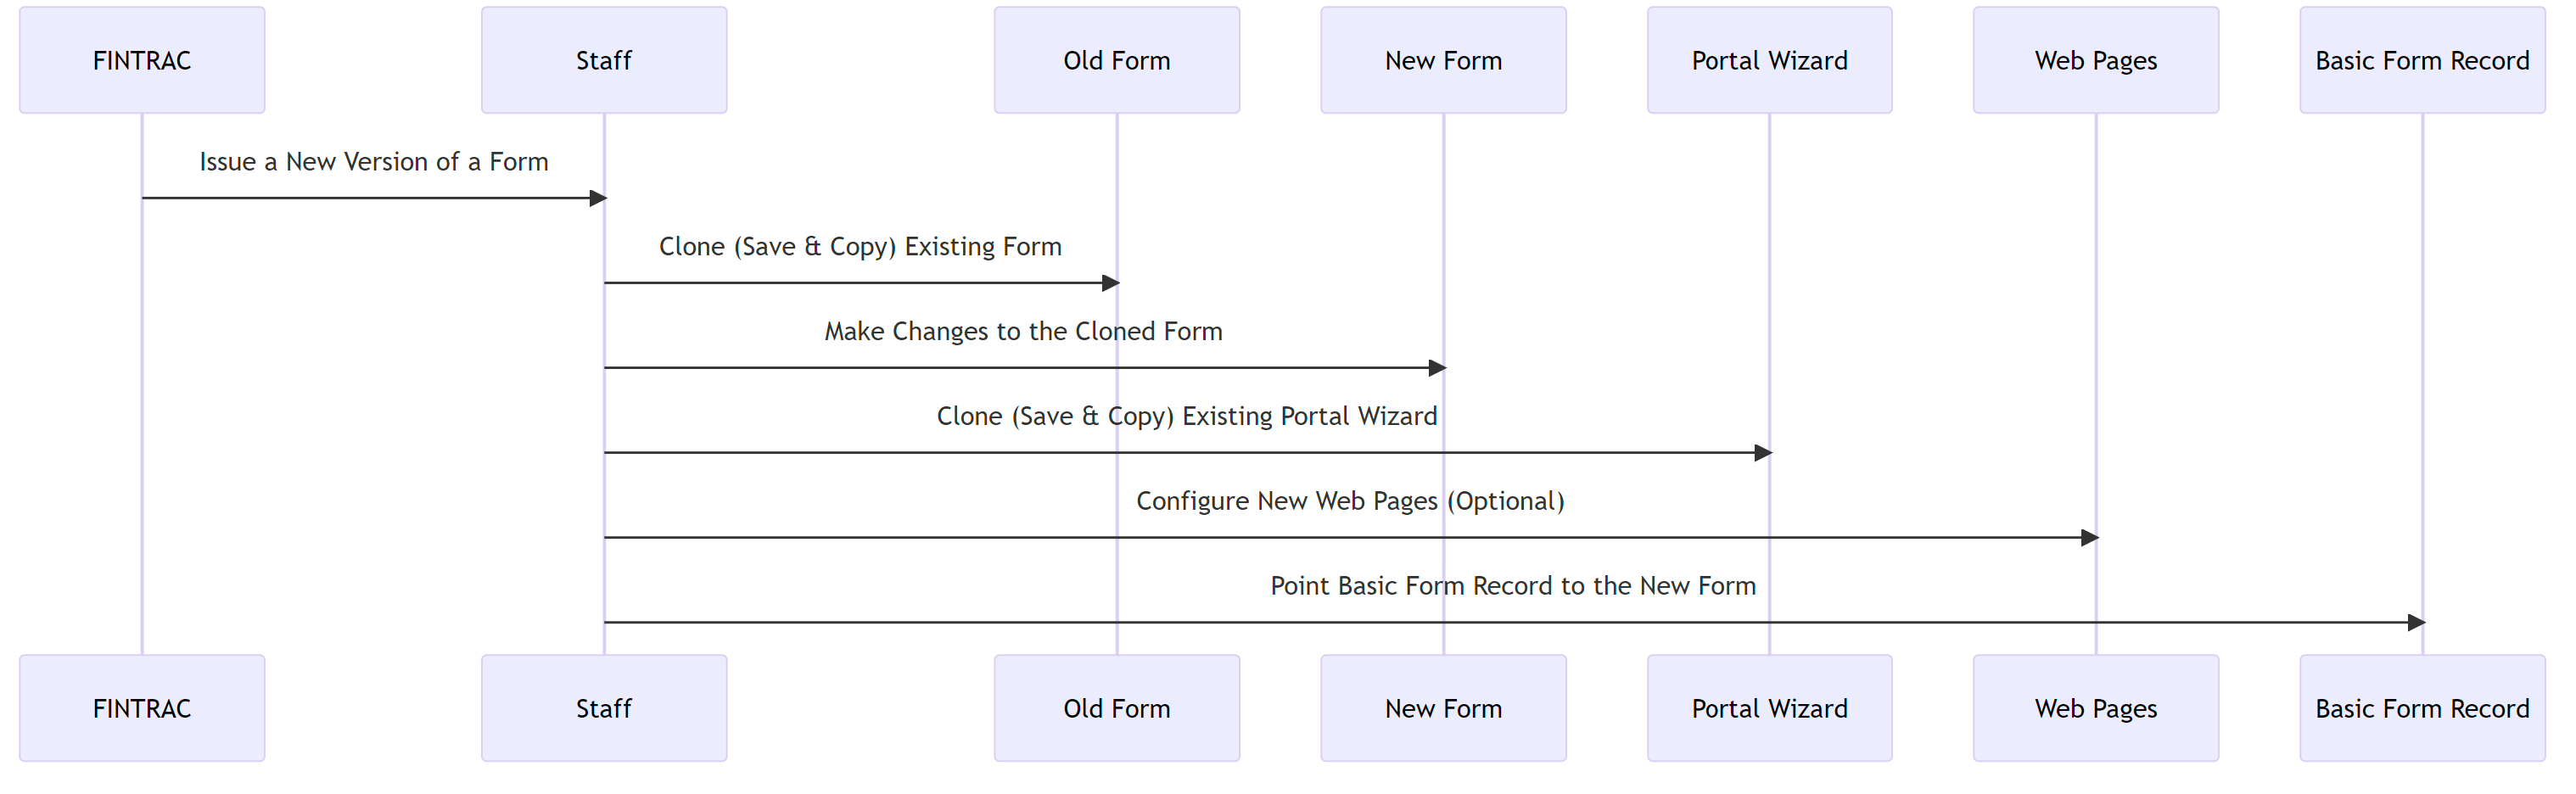 FINTRAC
Staff
Old Form
New Form
Portal Wizard
Web Pages
Basic Form Record
Issue a New Version of a Form
Clone (Save & Copy) Existing Form
Make Changes to the Cloned Form
Clone (Save & Copy) Existing Portal Wizard
Configure New Web Pages (Optional)
Point Basic Form Record to the New Form
FINTRAC
Staff
Old Form
New Form
Portal Wizard
Web Pages
Basic Form Record